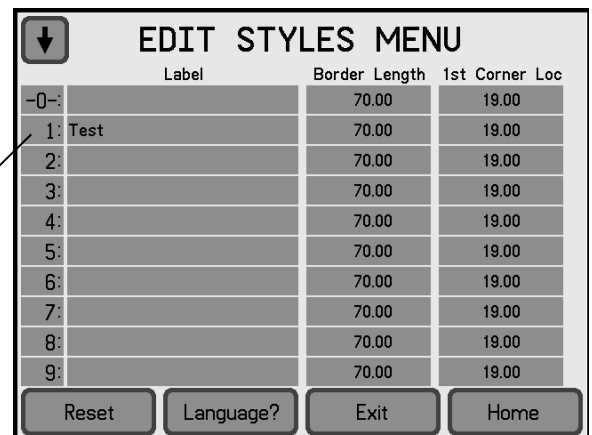 EDIT STYLES MENU
Label Border Length 1st Corner Loc
-0-: 70.00 19.00
1: Test 70.00 19.00
2: 70.00 19.00
3: 70.00 19.00
4: 70.00 19.00
5: 70.00 19.00
6: 70.00 19.00
7: 70.00 19.00
8: 70.00 19.00
9: 70.00 19.00
Reset Language? Exit Home